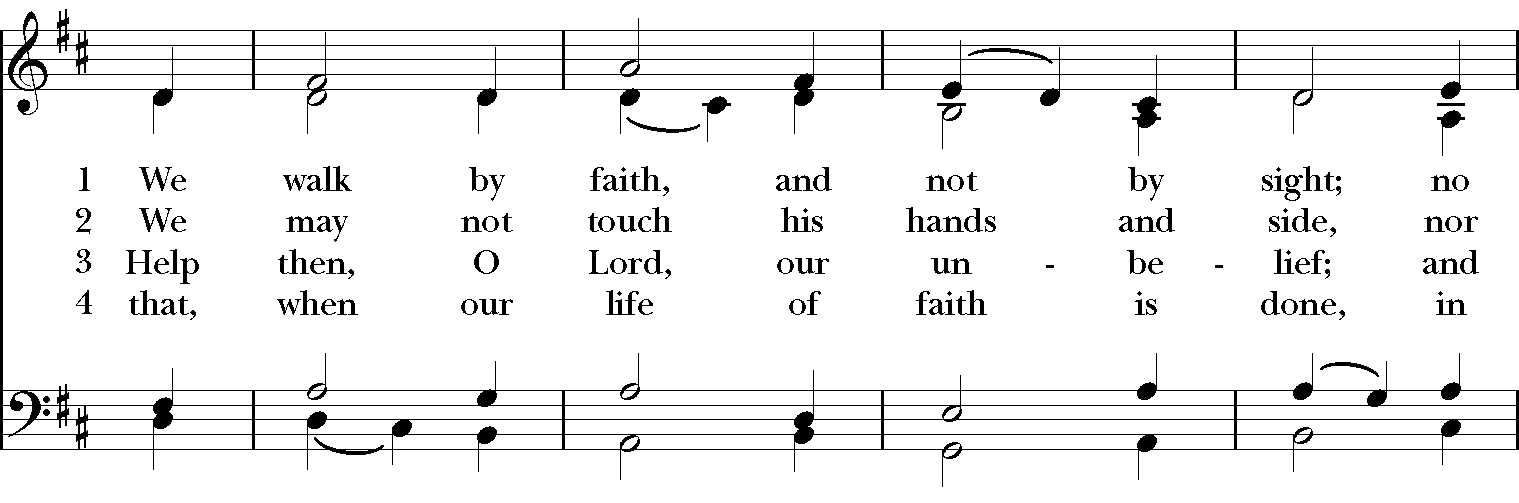 1 We walk by faith, and not by sight; no
2 We may not touch his hands and side, nor
3 Help then, O Lord, our un - be - lief; and
4 that, when our life of faith is done, in